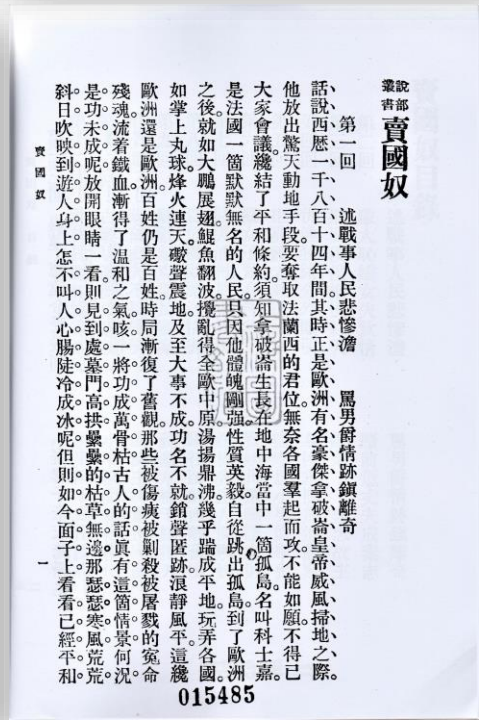 說部叢書
賣國奴
第一回　述戰事人民悲慘澹　罵男爵情跡鎭離奇
話說西歷一千八百十四年間、其時正是歐洲有名豪傑拿破崙皇帝威風掃地之際。
他放出驚天動地手段、要奪取法蘭西的君位。無奈各國羣起而攻。不能如願。不得已
大家會議。纔結了平和條約。須知拿破崙生長在地中海當中一箇孤島。名叫科士嘉。
是法國一箇默默無名的人民。只因他體魄剛强。性質英毅。自從跳出孤島。到了歐洲
之後。就如大鵬展翅。鯤魚翻波。攪亂得全歐中原。湯揚鼎沸。幾乎踹成平地。玩弄各國。
如掌上丸球。烽火連天。礮聲震地。及至大事不成。功名不就。銷聲匿跡。浪靜風平。這纔
歐洲還是歐洲。百姓仍是百姓。時局漸復了舊觀。那些被傷痍被剿殺被屠戮的寃命
殘魂。流着鐵血。漸得了温和之氣。咳。一將功成萬骨枯。古人的話眞有這箇情景。何况
是功未成呢。放開眼睛一看。則見到處墓門高拱。纍纍的枯草無邊。那瑟瑟寒風。荒荒
斜日。吹映到遊人身上。怎不叫人心腸陡冷成冰呢。但則如今面子上看看已經平和。
賣國奴
一
015485